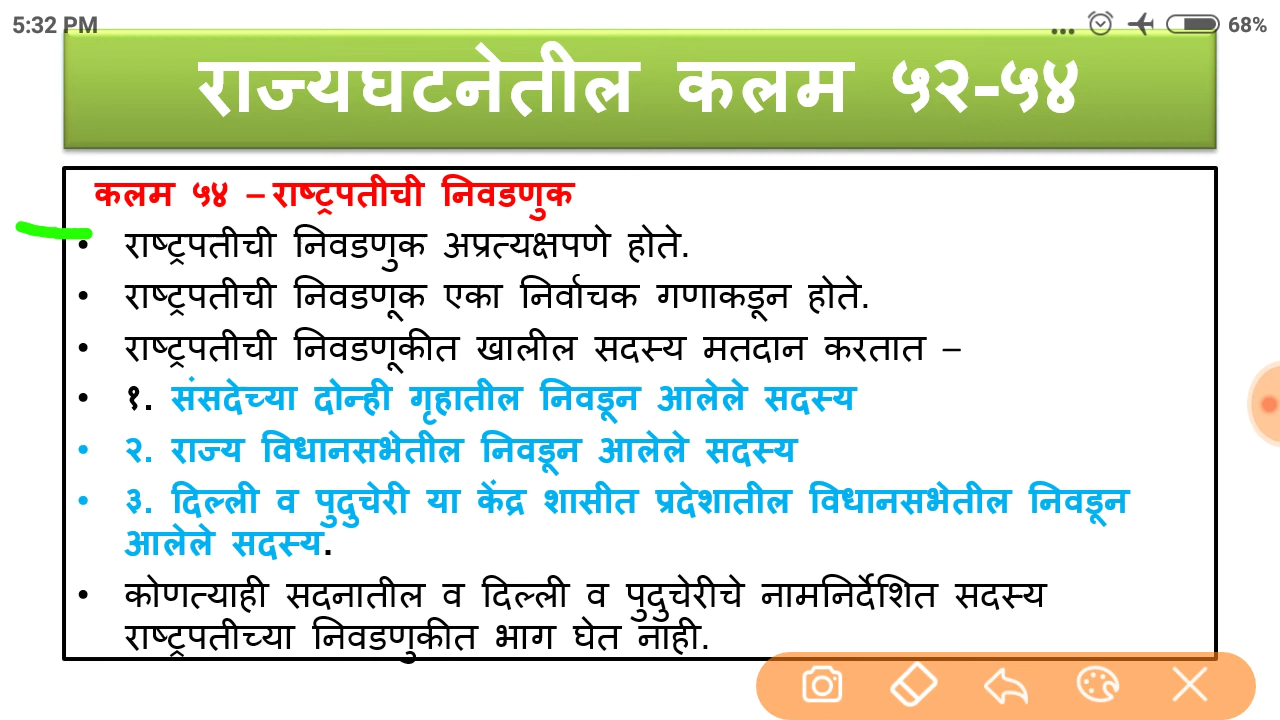 5:32 PM
... 68%
राज्यघटनेतील कलम ५२-५४
कलम ५४ – राष्ट्रपतीची निवडणुक
• राष्ट्रपतीची निवडणुक अप्रत्यक्षपणे होते.
• राष्ट्रपतीची निवडणूक एका निर्वाचक गणाकडून होते.
• राष्ट्रपतीची निवडणूकीत खालील सदस्य मतदान करतात –
• १. संसदेच्या दोन्ही गृहातील निवडून आलेले सदस्य
• २. राज्य विधानसभेतील निवडून आलेले सदस्य
• ३. दिल्ली व पुदुचेरी या केंद्र शासीत प्रदेशातील विधानसभेतील निवडून
आलेले सदस्य.
• कोणत्याही सदनातील व दिल्ली व पुदुचेरीचे नामनिर्देशित सदस्य
राष्ट्रपतीच्या निवडणुकीत भाग घेत नाही.